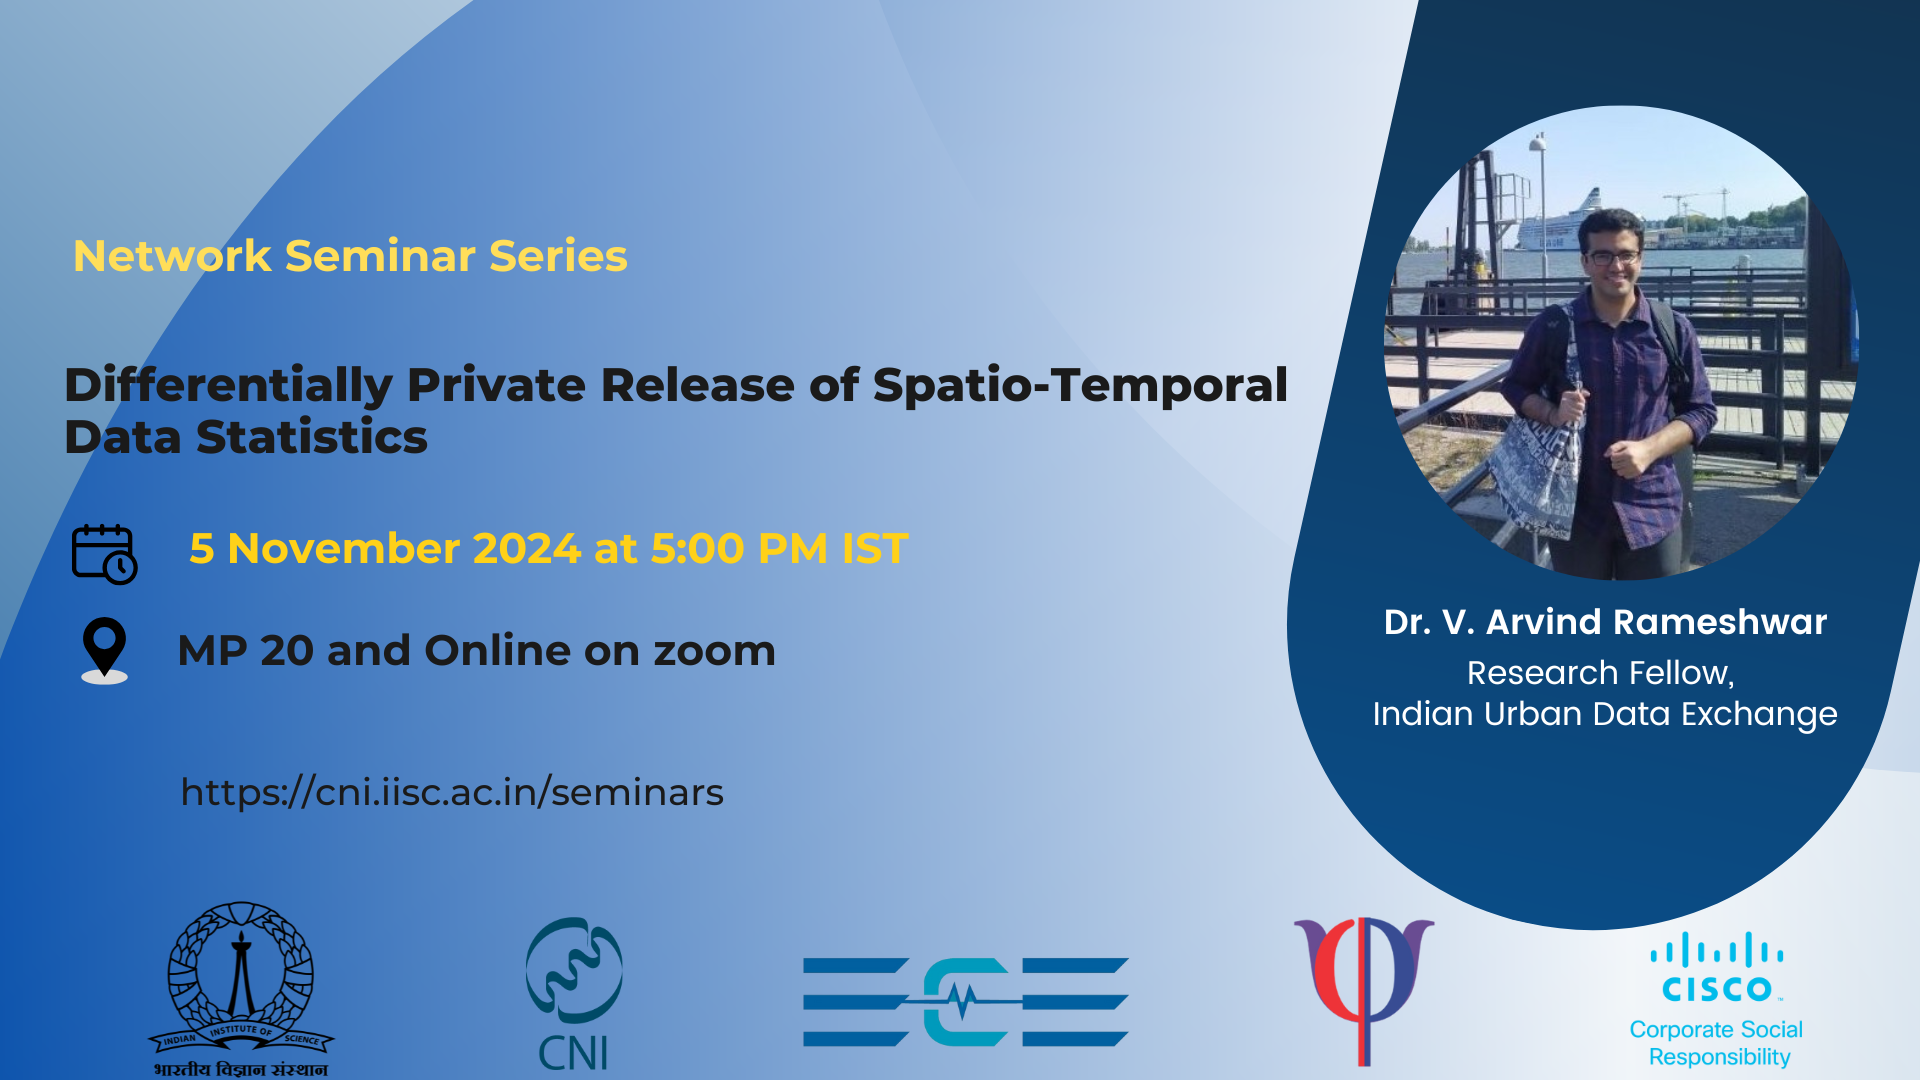 Network Seminar Series
Differentially Private Release of Spatio-Temporal
Data Statistics
5 November 2024 at 5:00 PM IST
MP 20 and Online on zoom
https://cni.iisc.ac.in/seminars
Dr. V. Arvind Rameshwar
Research Fellow,
Indian Urban Data Exchange
INDIAN INSTITUTE OF SCIENCE
भारतीय विज्ञान संस्थान
CNI
ECE
CISCO
Corporate Social
Responsibility